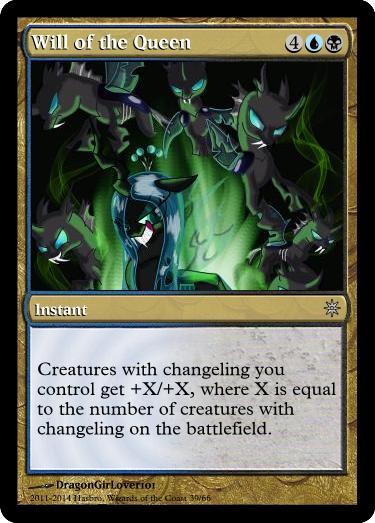 Will of the Queen 4
Instant
Creatures with changeling you
control get +X/+X, where X is equal
to the number of creatures with
changeling on the battlefield.
DragonGirlLover101
2011-2014 Hasbro, Wizards of the Coast 39/66